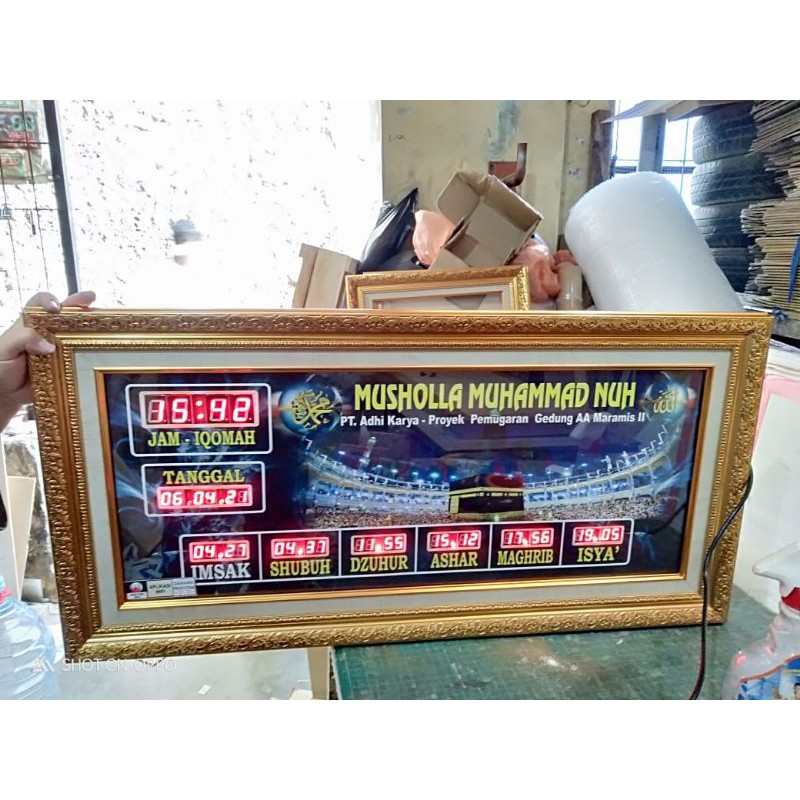 MUSHOLLA MUHAMMAD NUH
PT. Adhi Karya - Proyek Pemugaran Gedung AA Maramis II
15:42
JAM - IQOMAH
TANGGAL
06.04.21
04.27
IMSAK
04.37
SHUBUH
11.55
DZUHUR
15.12
ASHAR
17.56
MAGHRIB
19.05
ISYA'
APLIKASI
SHOT ON OPPO